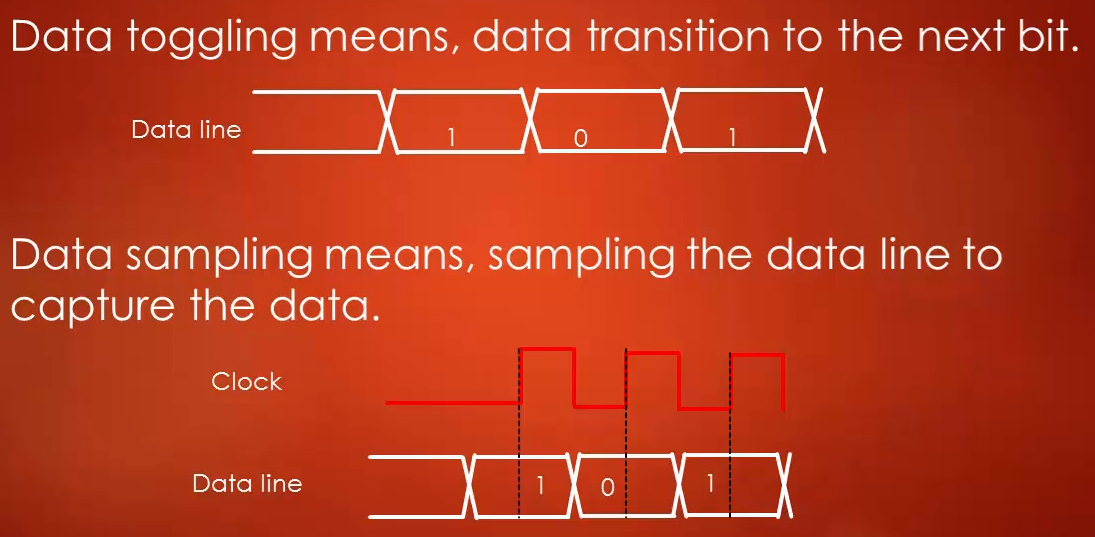 Data toggling means, data transition to the next bit.
Data line 1 0 1
Data sampling means, sampling the data line to
capture the data.
Clock
Data line 1 0 1